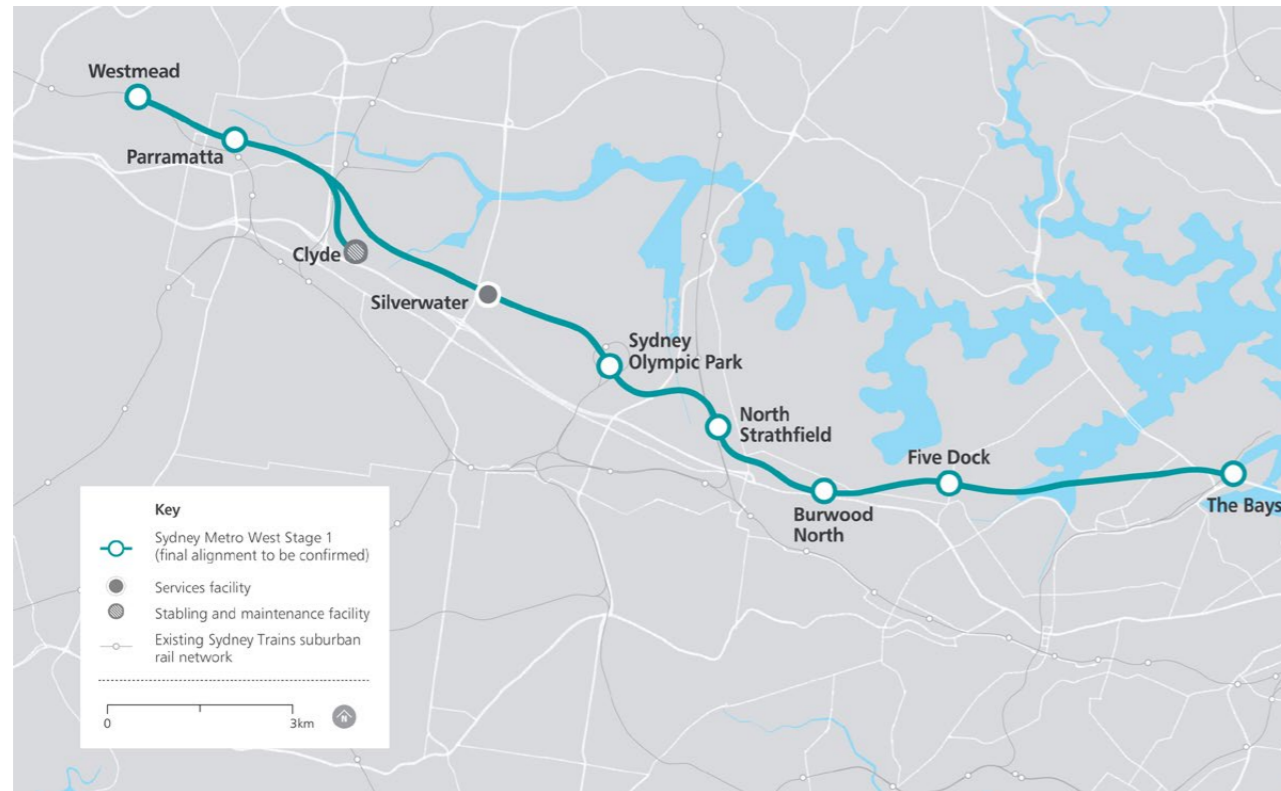 Westmead
Parramatta
Clyde
Silverwater
Sydney
Olympic Park
North
Strathfield
Five Dock
Burwood
North
The Bays
Key
Sydney Metro West Stage 1
(final alignment to be confirmed)
Services facility
Stabling and maintenance facility
Existing Sydney Trains suburban
rail network
0 3km N